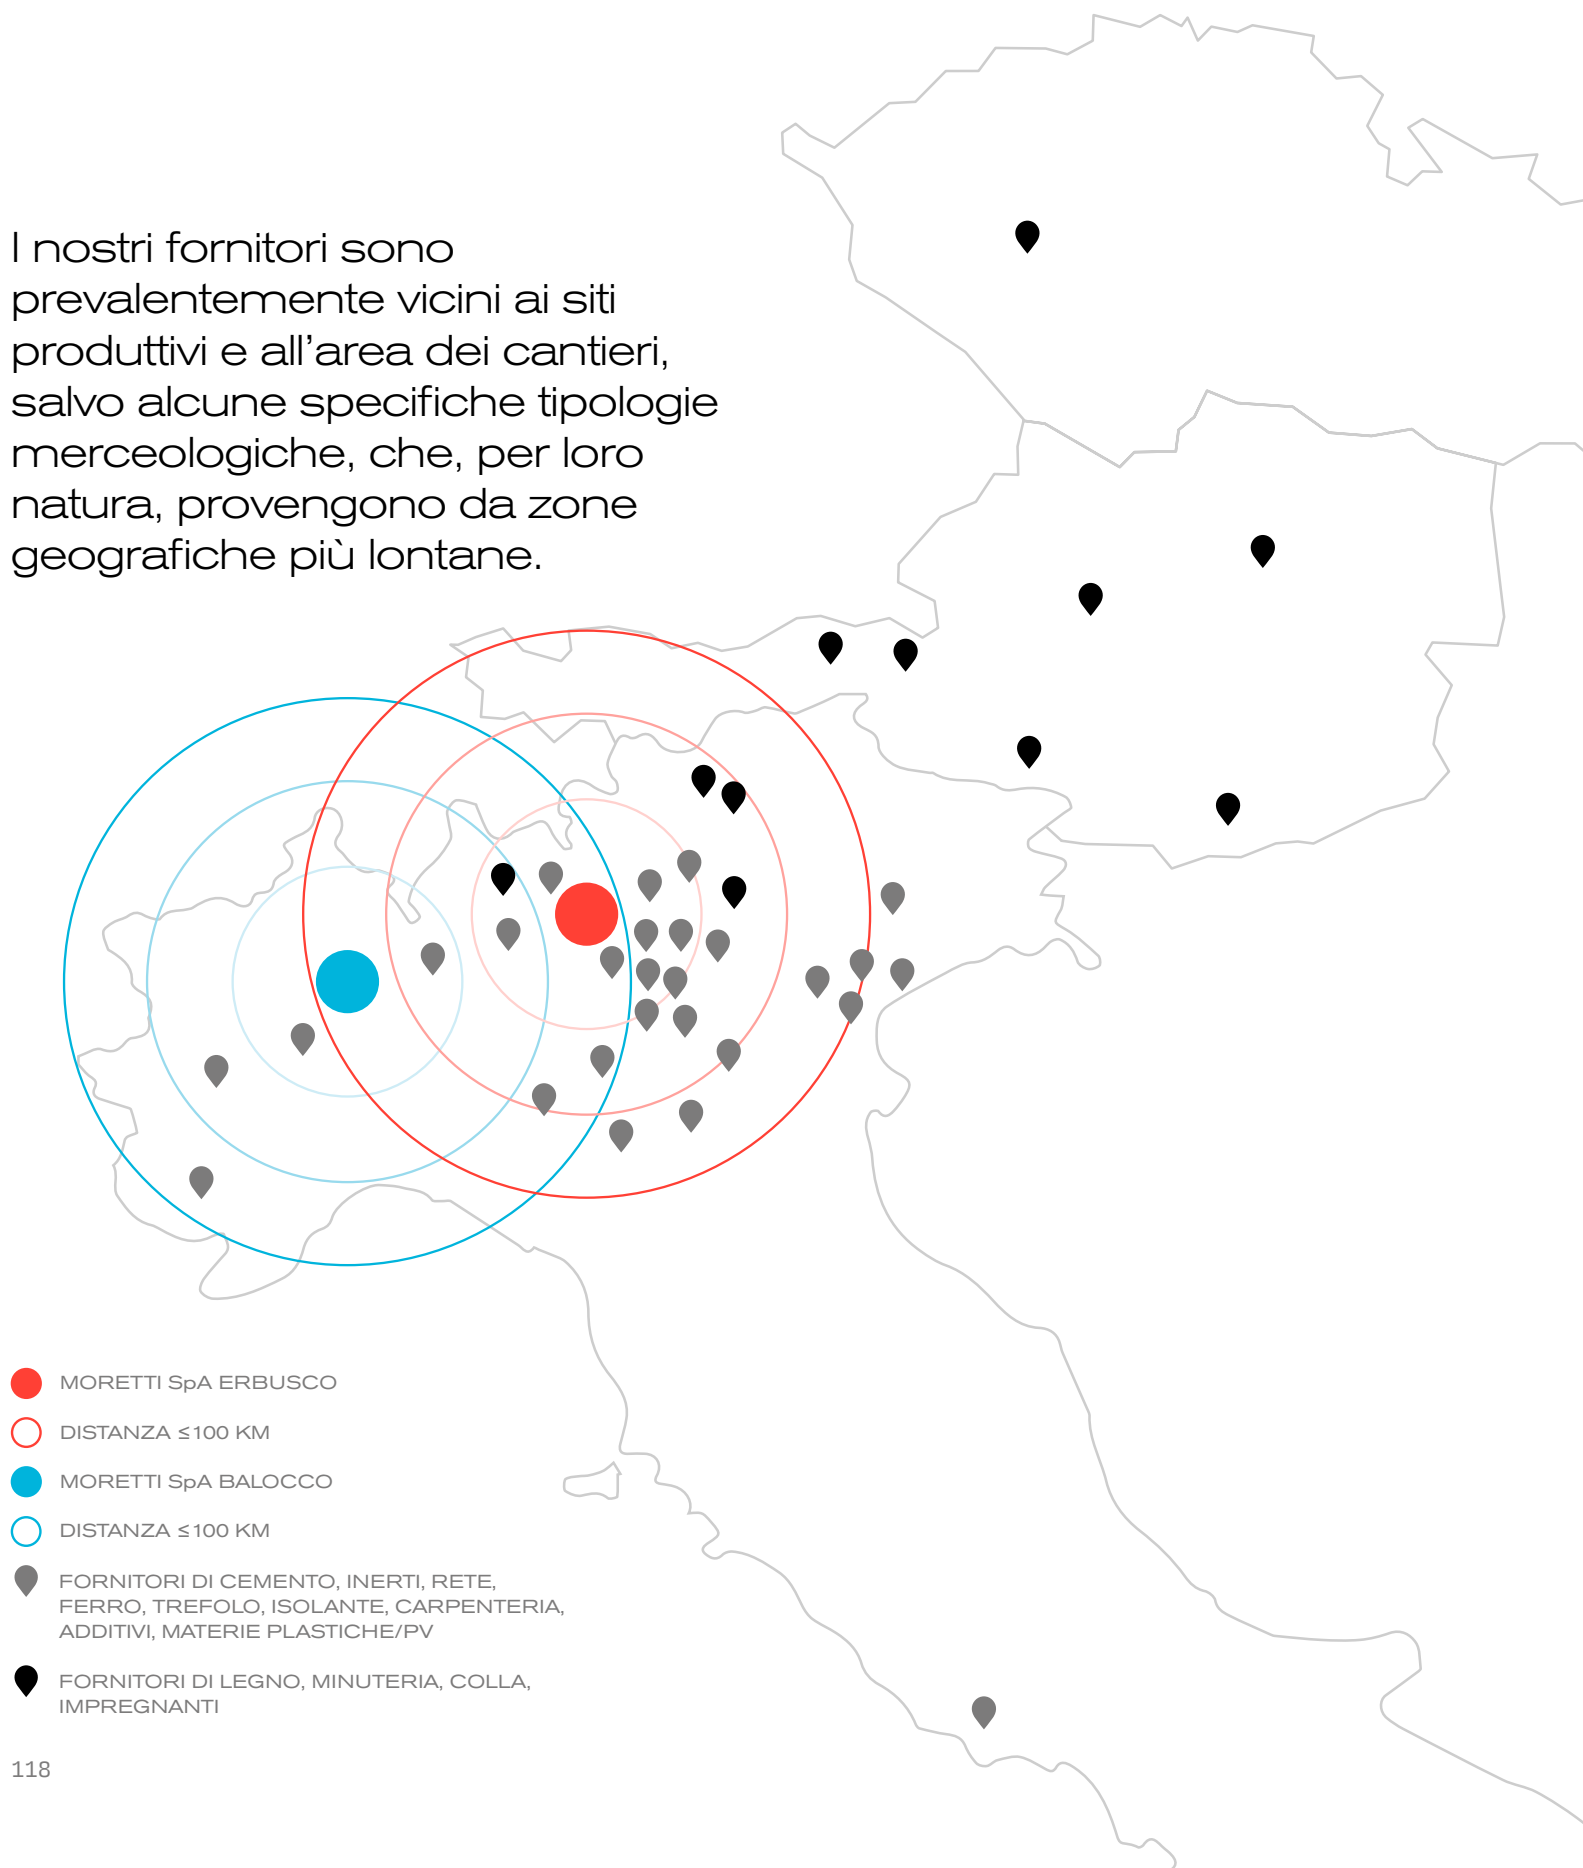 I nostri fornitori sono
prevalentemente vicini ai siti
produttivi e all’area dei cantieri,
salvo alcune specifiche tipologie
merceologiche, che, per loro
natura, provengono da zone
geografiche più lontane.
MORETTI SpA ERBUSCO
DISTANZA ≤100 KM
MORETTI SpA BALOCCO
DISTANZA ≤100 KM
FORNITORI DI CEMENTO, INERTI, RETE,
FERRO, TREFOLO, ISOLANTE, CARPENTERIA,
ADDITIVI, MATERIE PLASTICHE/PV
FORNITORI DI LEGNO, MINUTERIA, COLLA,
IMPREGNANTI
118